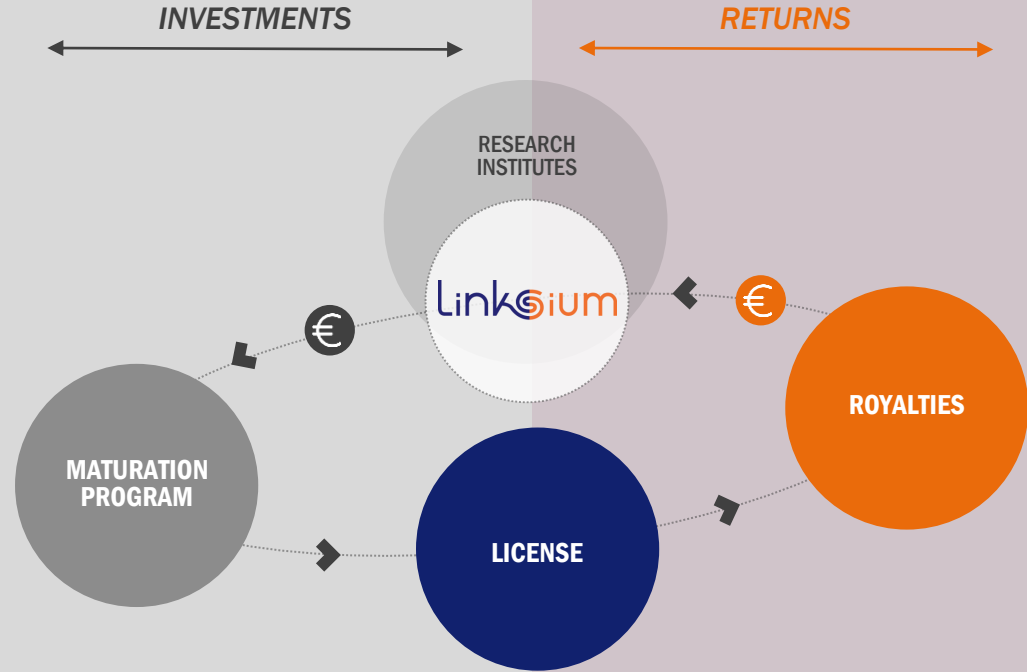 INVESTMENTS
RETURNS
RESEARCH
INSTITUTES
Linksium
€
€
ROYALTIES
MATURATION
PROGRAM
LICENSE